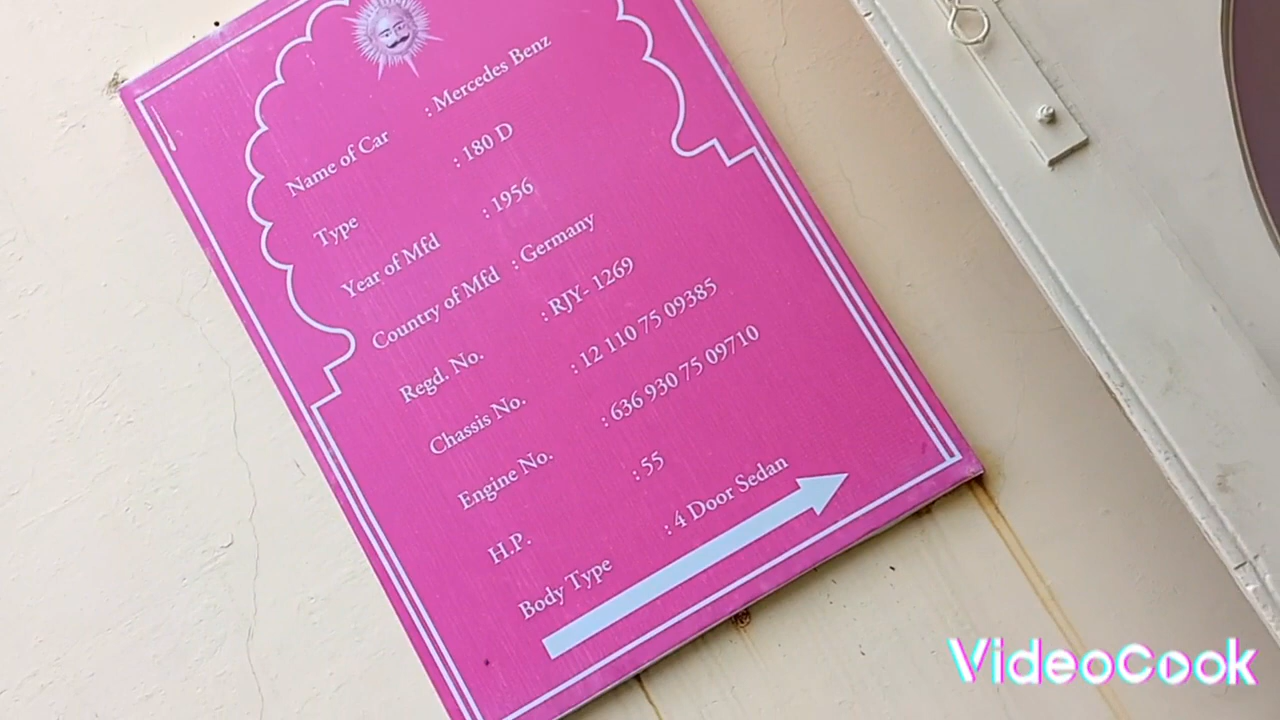 Name of Car : Mercedes Benz
Type : 180 D
Year of Mfd : 1956
Country of Mfd : Germany
Regd. No. : RJY- 1269
Chassis No. : 12 110 75 09385
Engine No. : 636 930 75 09710
H.P. : 55
Body Type : 4 Door Sedan
VideoCook